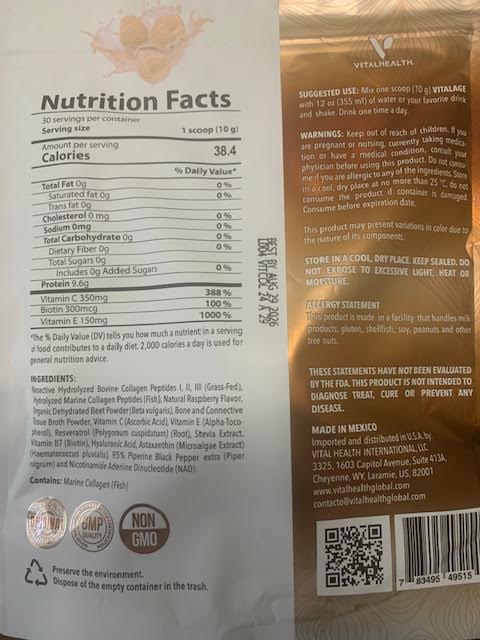 Nutrition Facts
30 servings per container
Serving size 1 scoop (10 g)
Amount per serving
Calories 38.4
% Daily Value*
Total Fat 0g 0 %
Saturated fat 0g 0 %
Trans fat 0g
Cholesterol 0 mg 0 %
Sodium 0mg 0 %
Total Carbohydrate 0g 0 %
Dietary Fiber 0g 0 %
Total Sugars 0g
Includes 0g Added Sugars 0 %
Protein 9.6g
Vitamin C 350mg 388 %
Biotin 300mcg 100 %
Vitamin E 150mg 1000 %
*The % Daily Value (DV) tells you how much a nutrient in a serving
of food contributes to a daily diet. 2,000 calories a day is used for
general nutrition advice.
INGREDIENTS:
Bioactive Hydrolyzed Bovine Collagen Peptides I, II, III (Grass-Fed),
Hydrolyzed Marine Collagen Peptides (Fish), Natural Raspberry Flavor,
Organic Dehydrated Beet Powder (Beta vulgaris), Bone and Connective
Tissue Broth Powder, Vitamin C (Ascorbic Acid), Vitamin E (Alpha-Toco-
pherol), Resveratrol (Polygonum cuspidatum) (Root), Stevia Extract,
Vitamin B7 (Biotin), Hyaluronic Acid, Astaxanthin (Microalgae Extract)
(Haematococcus pluvialis), 95% Piperine Black Pepper extra (Piper
nigrum) and Nicotinamide Adenine Dinucleotide (NAD).
Contains: Marine Collagen (Fish)
ORIGINAL
GMP
QUALITY
NON
GMO
Preserve the environment.
Dispose of the empty container in the trash.
BEST BY AUG 29 2026
VITALHEALTH
SUGGESTED USE: Mix one scoop (10 g) VITALAGE
with 12 oz (355 ml) of water or your favorite drink
and shake. Drink one time a day.
WARNINGS: Keep out of reach of children. If you
are pregnant or nursing, currently taking medica-
tion or have a medical condition, consult your
physician before using this product. Do not consu
me if you are allergic to any of the ingredients. Store
in a cool, dry place at no more than 25 °C, do not
consume the product if container is damaged.
Consume before expiration date.
This product may present variations in color due to
the nature of its components.
STORE IN A COOL, DRY PLACE. KEEP SEALED. DO
NOT EXPOSE TO EXCESSIVE LIGHT, HEAT OR
MOISTURE.
ALLERGY STATEMENT
This product is made in a facility that handles milk
products, gluten, shellfish, soy, peanuts and other
tree nuts.
THESE STATEMENTS HAVE NOT BEEN EVALUATED
BY THE FDA. THIS PRODUCT IS NOT INTENDED TO
DIAGNOSE TREAT, CURE OR PREVENT ANY
DISEASE.
MADE IN MEXICO
Imported and distributed in U.S.A. by:
VITAL HEALTH INTERNATIONAL, LLC
3325, 1603 Capitol Avenue, Suite 413A,
Cheyenne, WY, Laramie, US, 82001
www.vitalhealthglobal.com
contacto@vitalhealthglobal.com
7 83495 49515